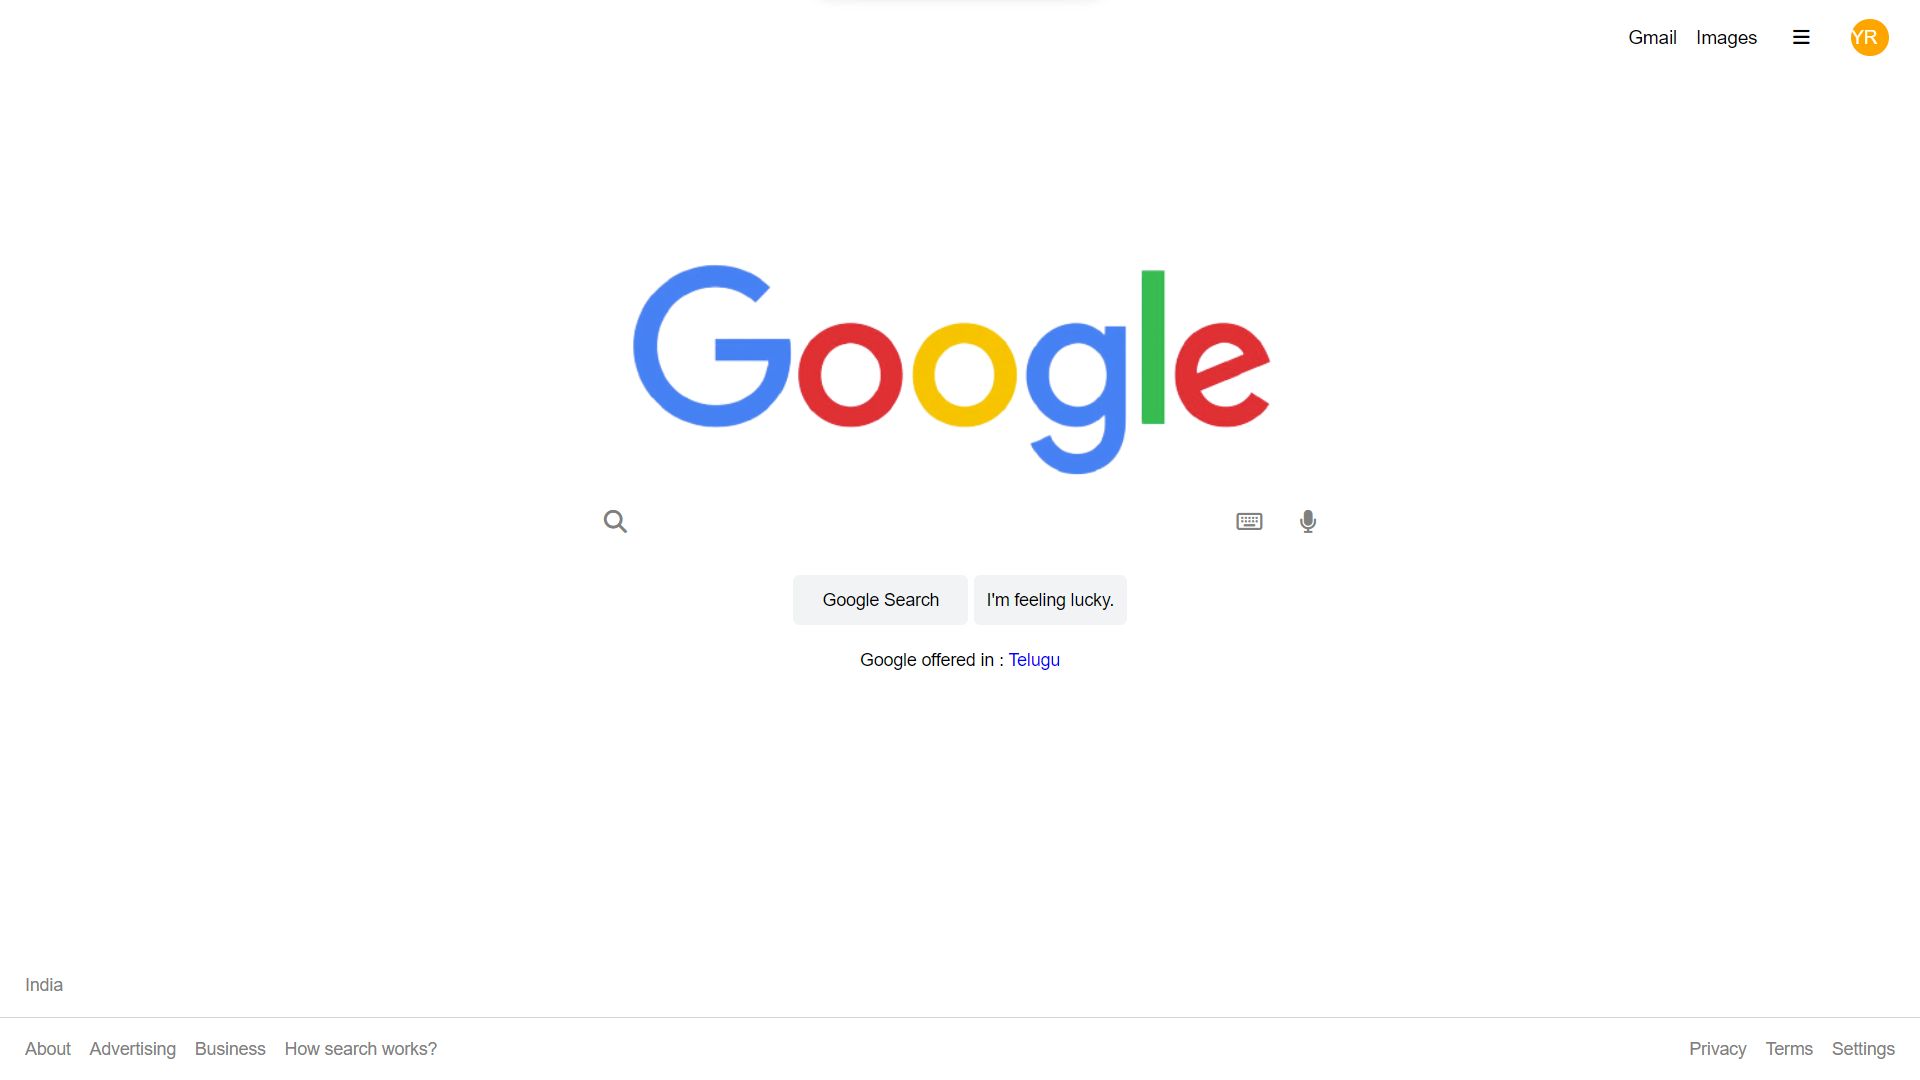 Gmail Images YR
Google
Google Search I'm feeling lucky.
Google offered in : Telugu
India
About Advertising Business How search works? Privacy Terms Settings